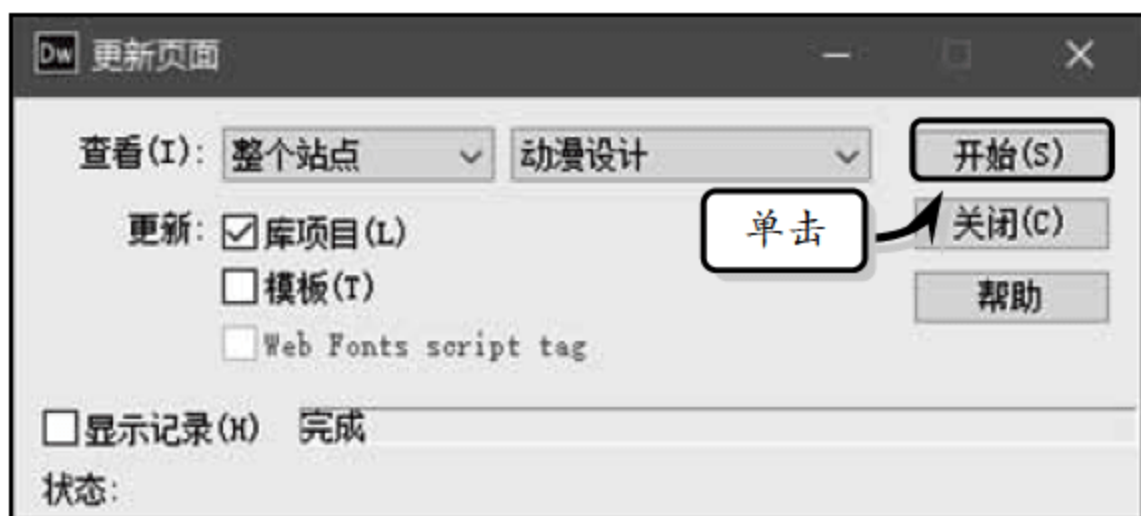 Dw 更新页面
查看(I): 整个站点 动漫设计 开始(S)
单击
更新: 库项目(L) 关闭(C)
模板(T) 帮助
Web Fonts script tag
显示记录(H) 完成
状态: